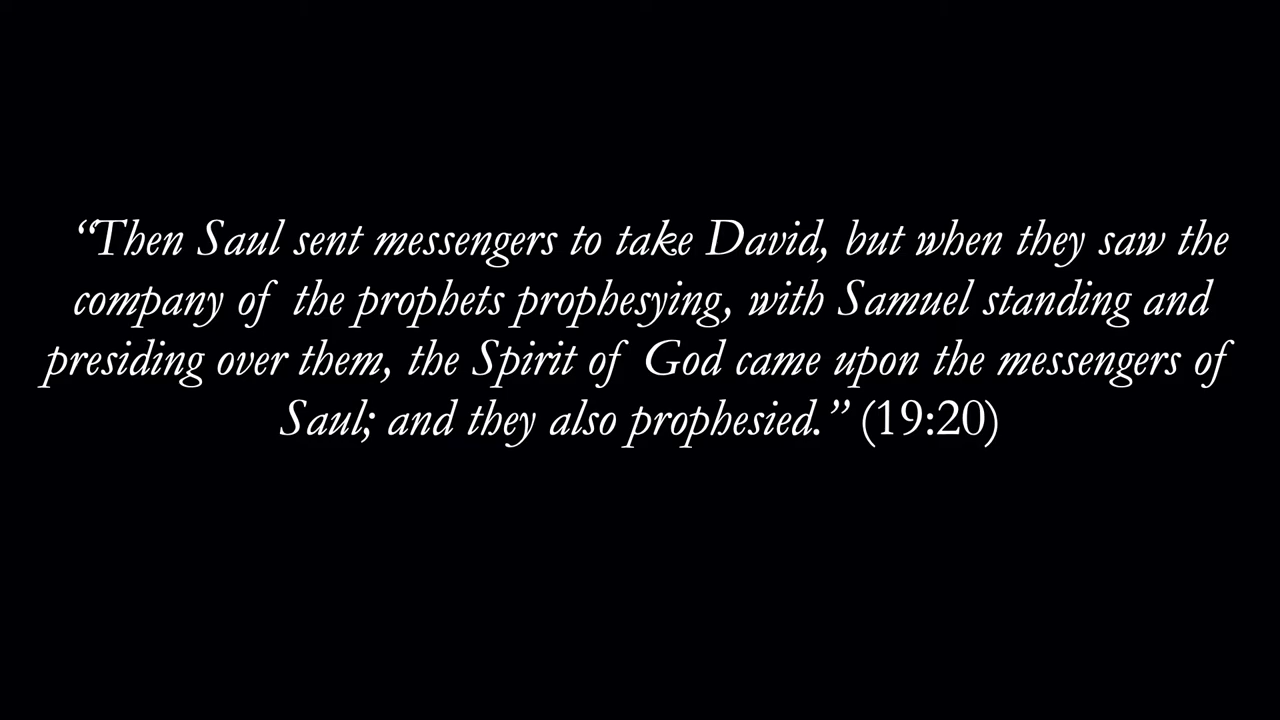 “Then Saul sent messengers to take David, but when they saw the
company of the prophets prophesying, with Samuel standing and
presiding over them, the Spirit of God came upon the messengers of
Saul; and they also prophesied.” (19:20)